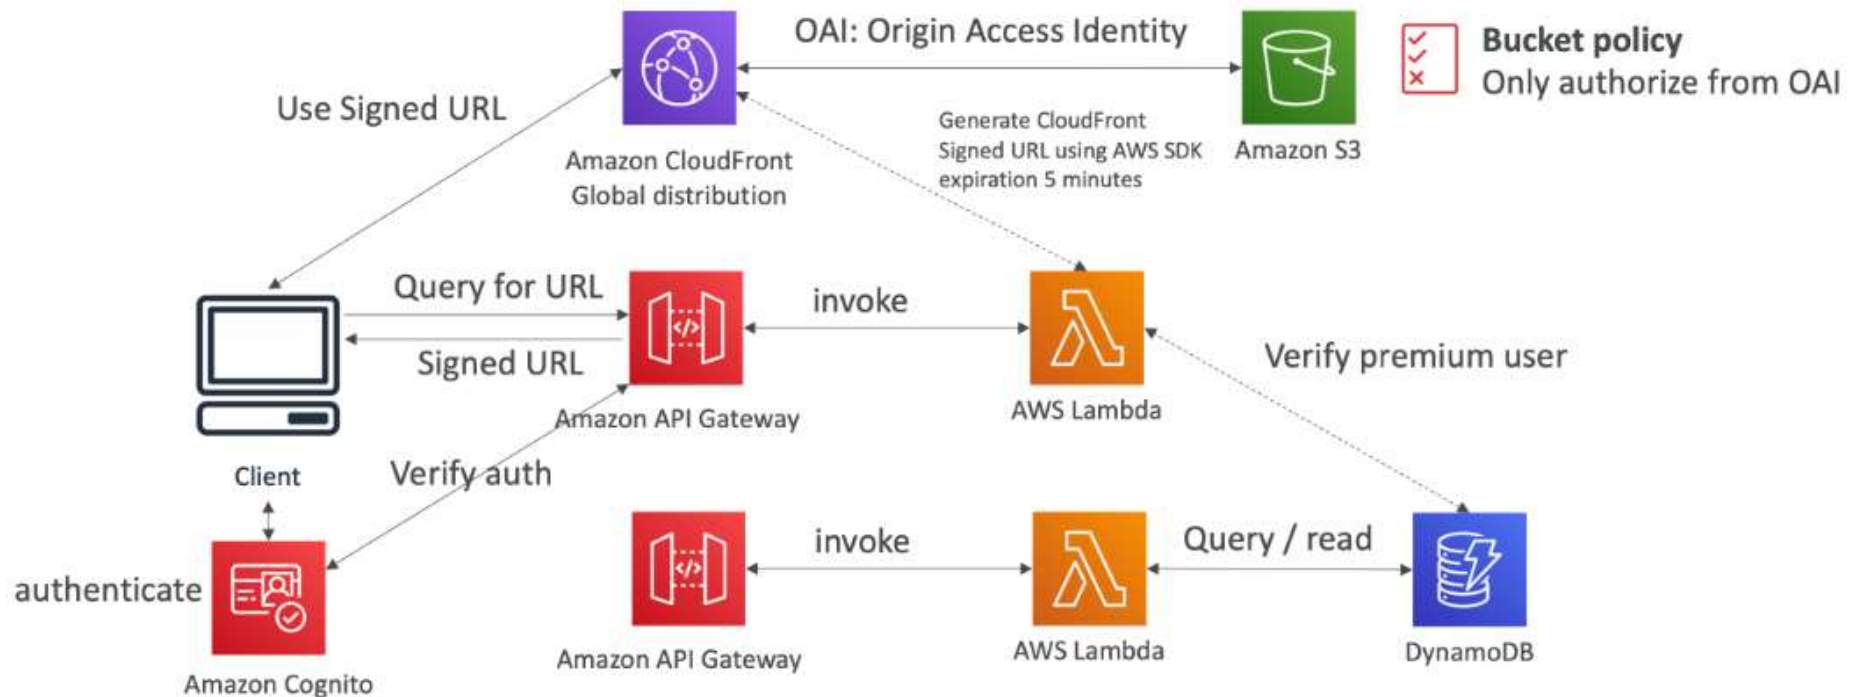 OAI: Origin Access Identity
Bucket policy
Only authorize from OAI
Use Signed URL
Generate CloudFront
Signed URL using AWS SDK
expiration 5 minutes
Amazon CloudFront
Global distribution
Amazon S3
Query for URL
</>
invoke
Signed URL
Verify premium user
Amazon API Gateway
AWS Lambda
Client
Verify auth
invoke
Query / read
</>
authenticate
Amazon API Gateway
AWS Lambda
DynamoDB
Amazon Cognito